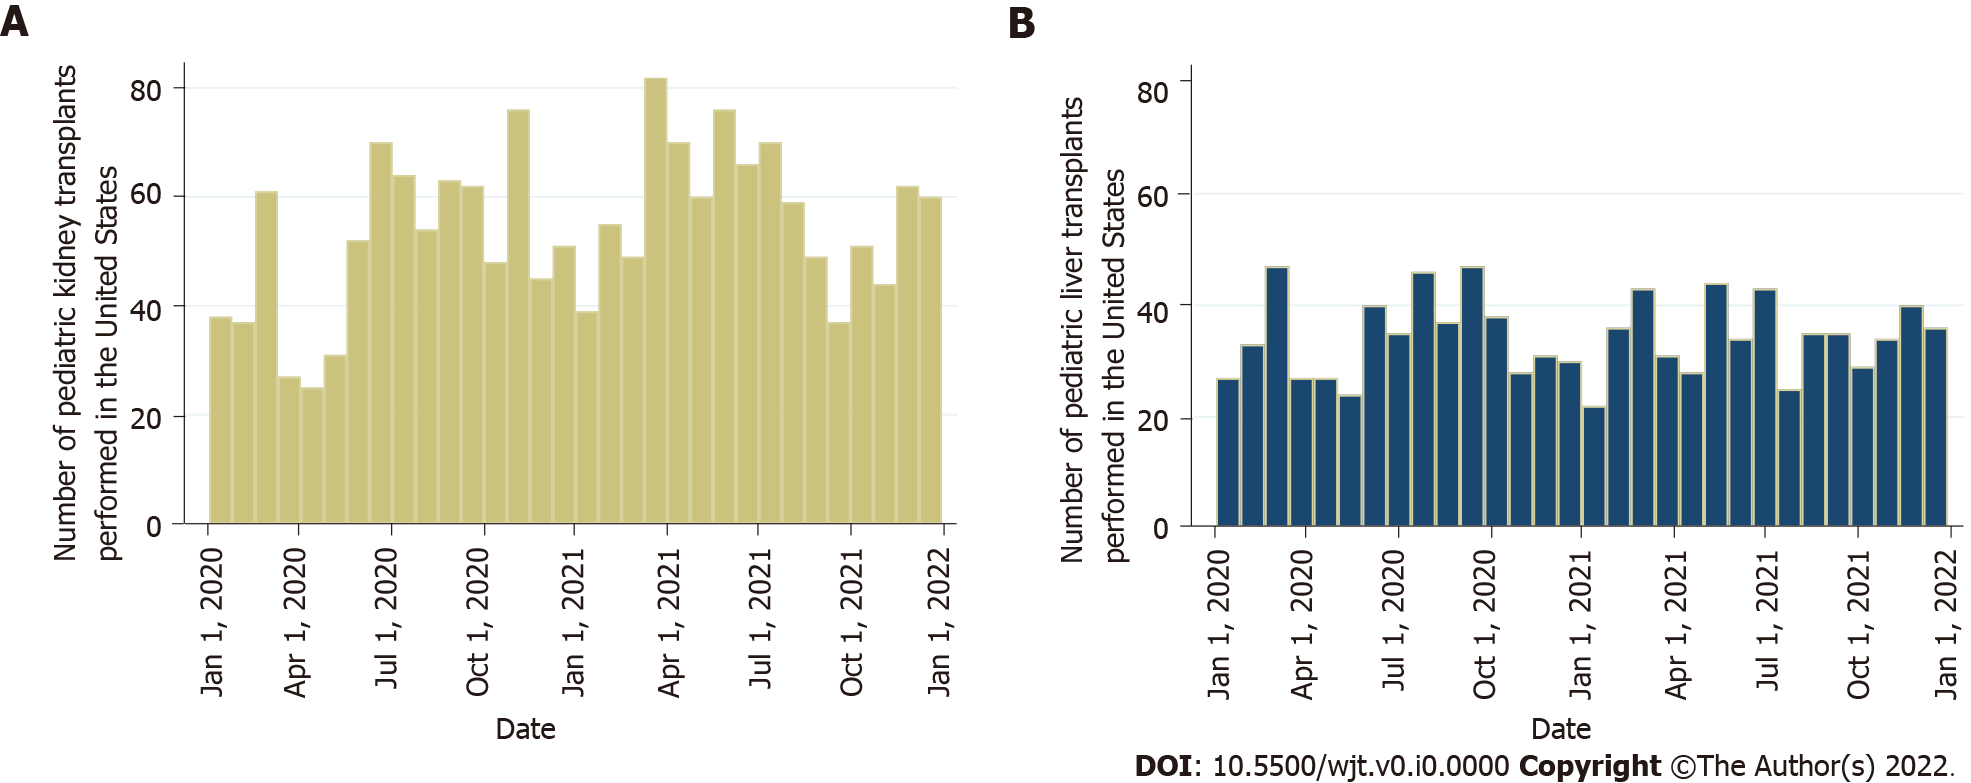 A
Number of pediatric kidney transplants
performed in the United States
80
60
40
20
0
Jan 1, 2020
Apr 1, 2020
Jul 1, 2020
Oct 1, 2020
Jan 1, 2021
Apr 1, 2021
Jul 1, 2021
Oct 1, 2021
Jan 1, 2022
Date
B
Number of pediatric liver transplants
performed in the United States
80
60
40
20
0
Jan 1, 2020
Apr 1, 2020
Jul 1, 2020
Oct 1, 2020
Jan 1, 2021
Apr 1, 2021
Jul 1, 2021
Oct 1, 2021
Jan 1, 2022
Date
DOI: 10.5500/wjt.v0.i0.0000 Copyright ©The Author(s) 2022.